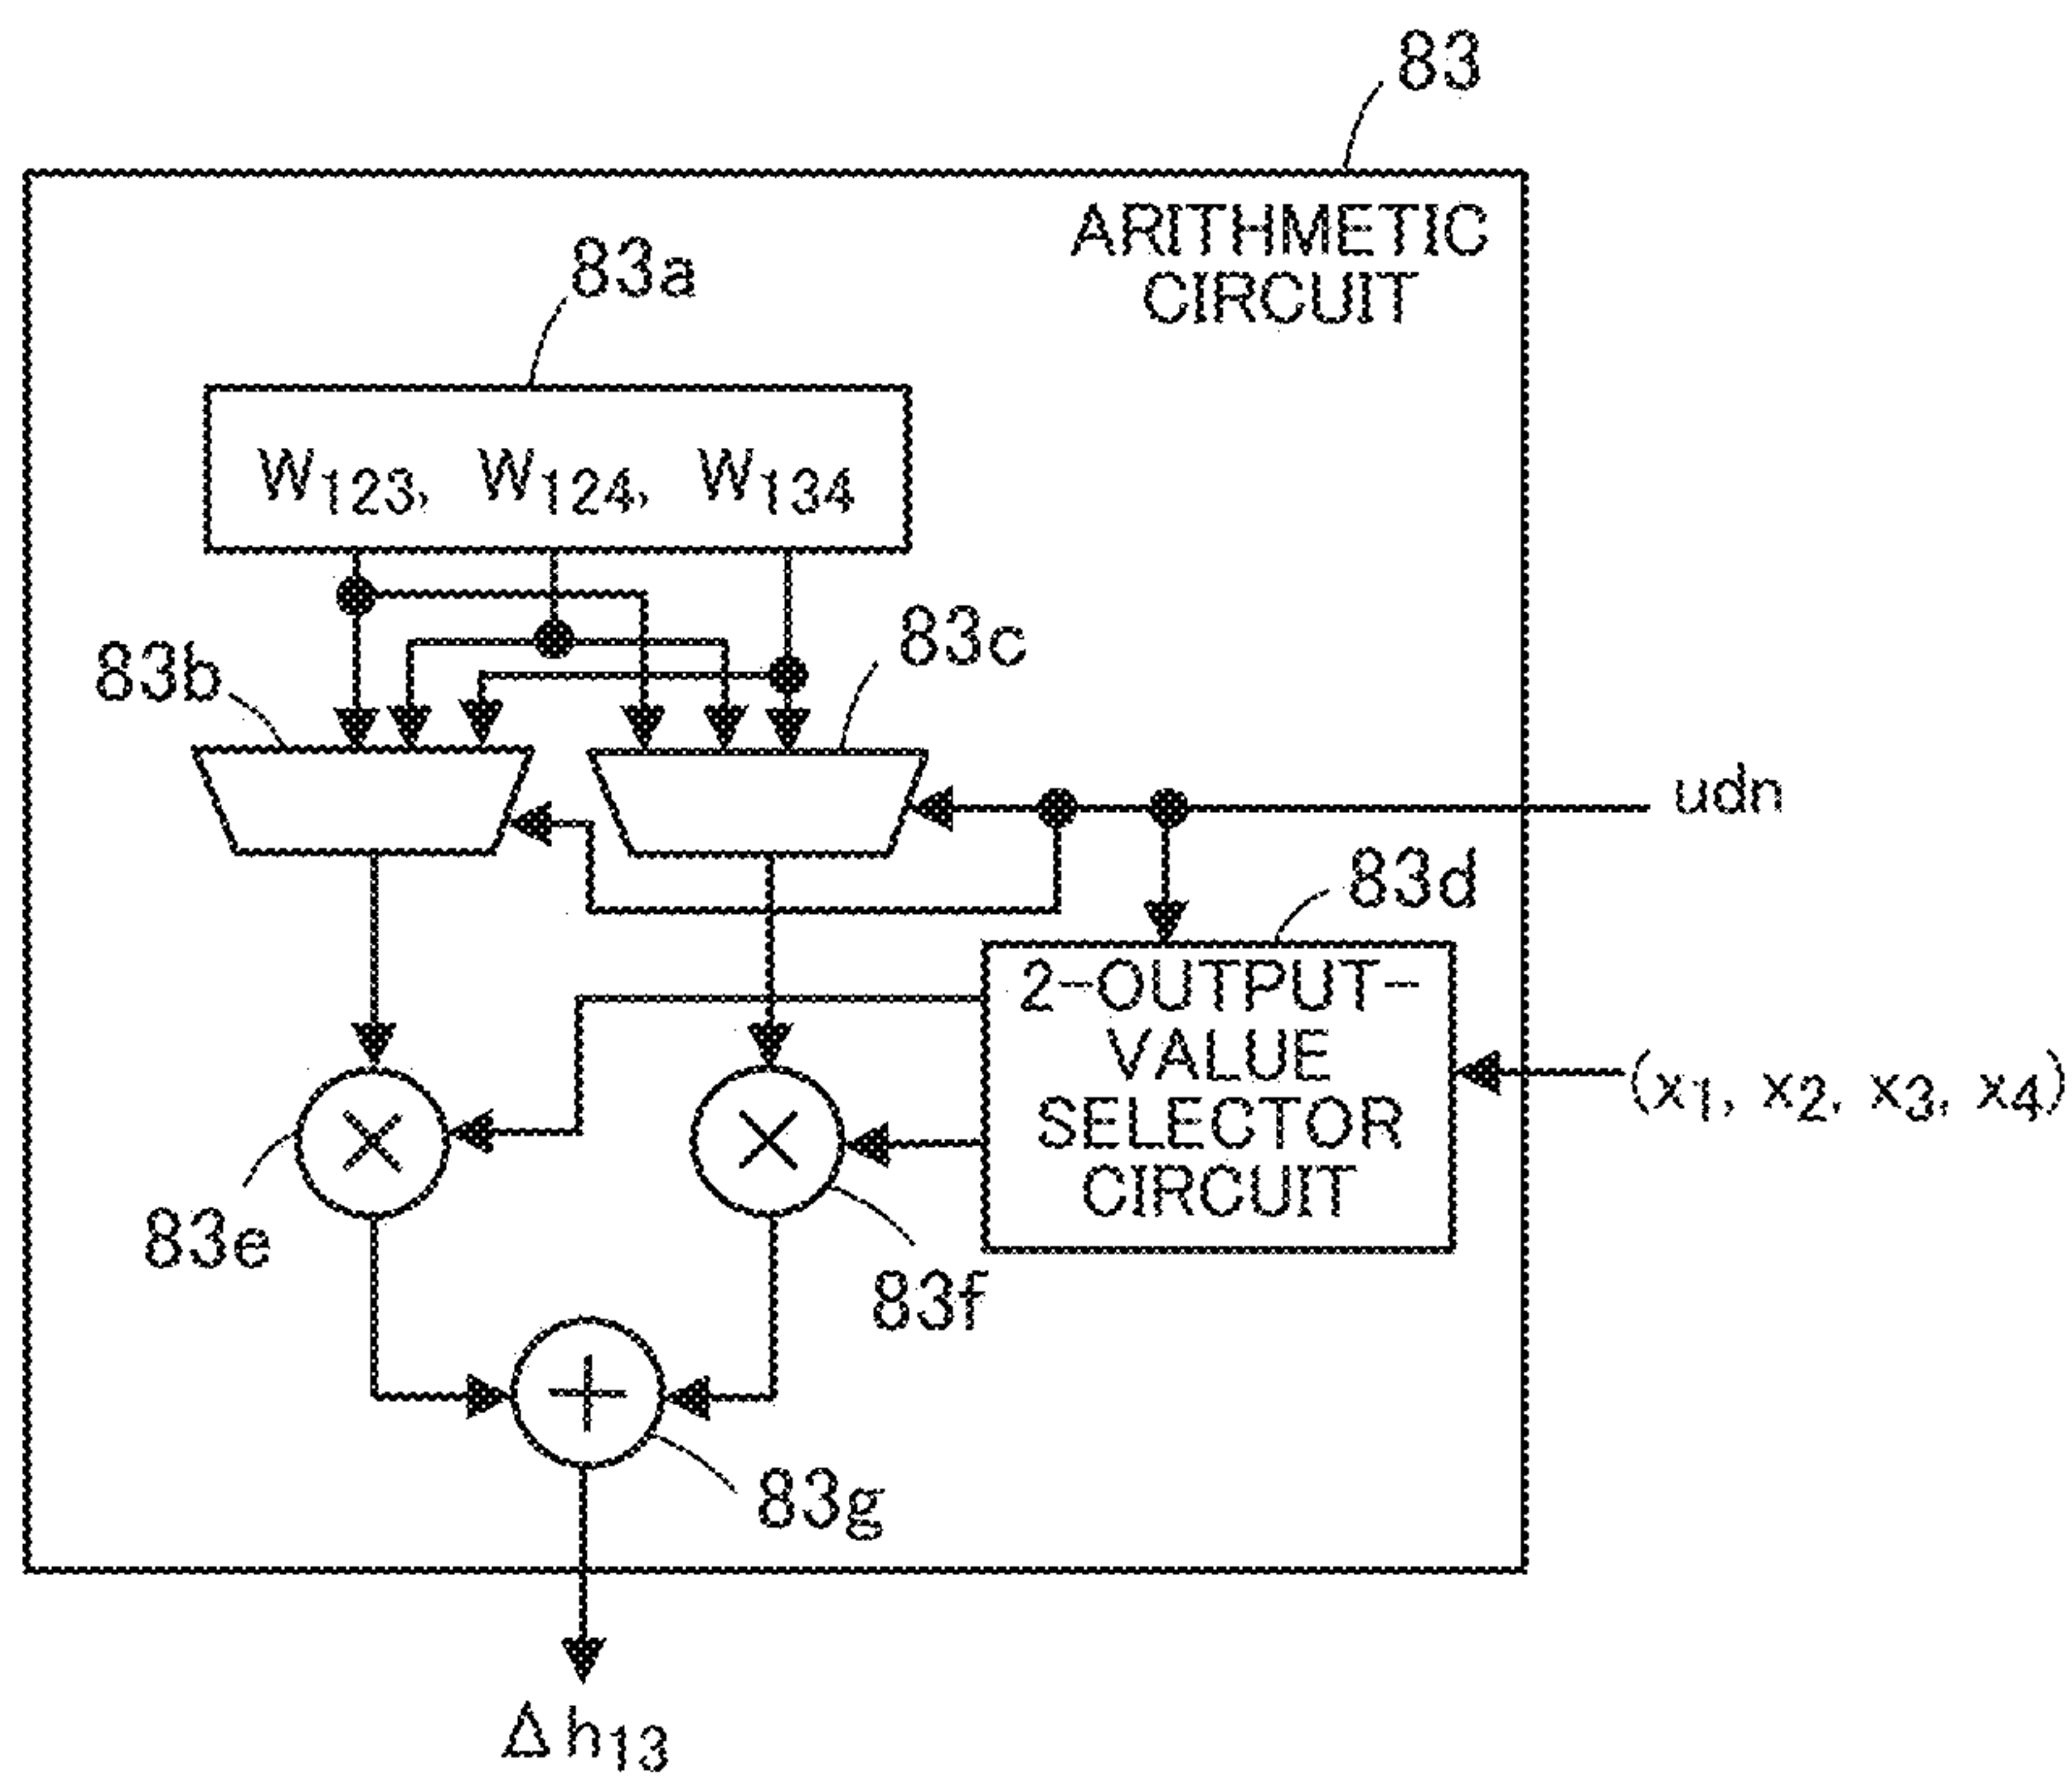 83
ARITHMETIC
CIRCUIT
83a
W₁₂₃, W₁₂₄, W₁₃₄
83b
83c
udn
83d
2-OUTPUT-
VALUE
SELECTOR
CIRCUIT
(x₁, x₂, x₃, x₄)
×
×
83e
83f
+
83g
Δh₁₃